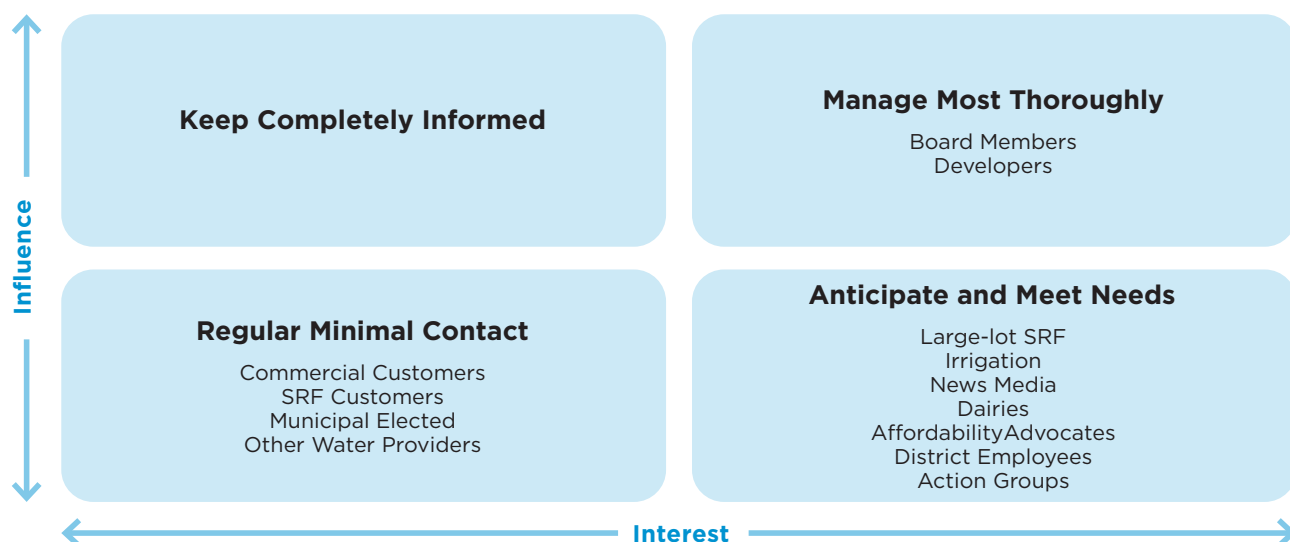 Keep Completely Informed
Manage Most Thoroughly
Board Members
Developers
Influence
Regular Minimal Contact
Commercial Customers
SRF Customers
Municipal Elected
Other Water Providers
Anticipate and Meet Needs
Large-lot SRF
Irrigation
News Media
Dairies
AffordabilityAdvocates
District Employees
Action Groups
Interest